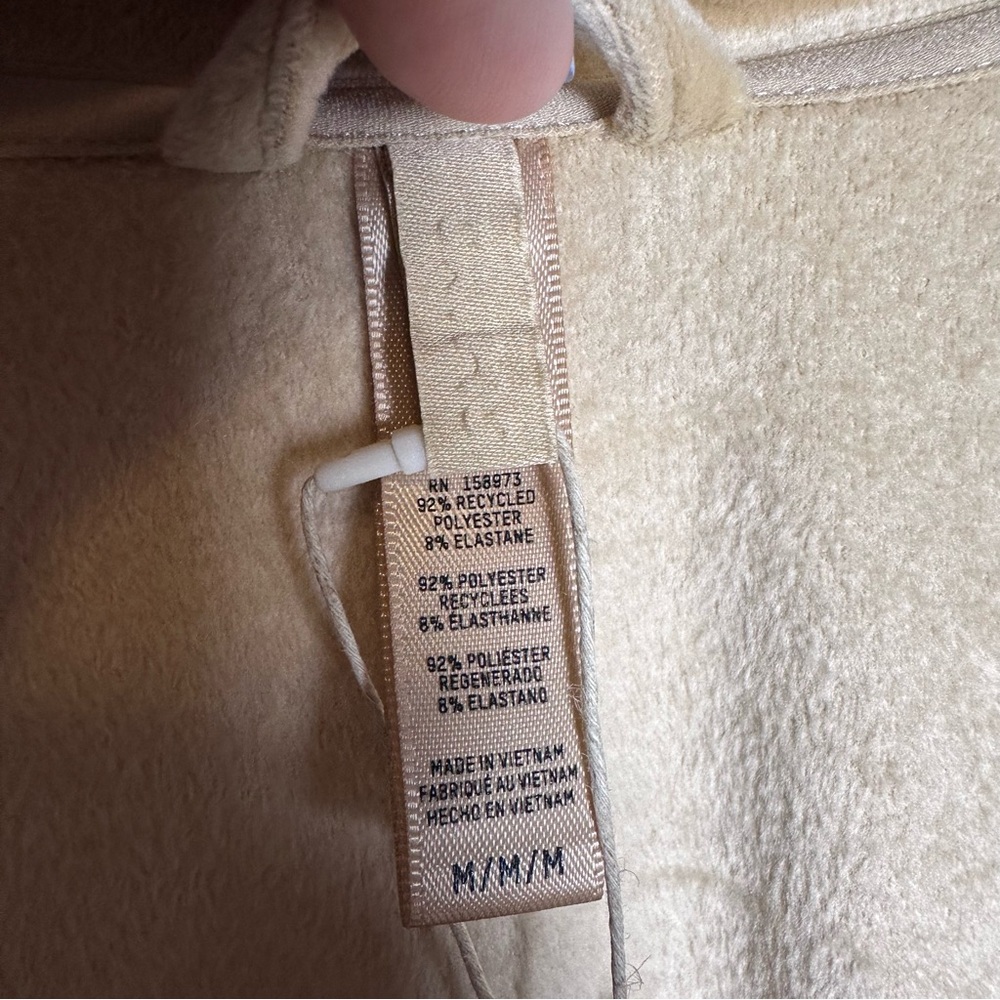 RN 158973
92% RECYCLED
POLYESTER
8% ELASTANE
92% POLYESTER
RECYCLÉES
8% ELASTHANNE
92% POLIÉSTER
REGENERADO
8% ELASTANO
MADE IN VIETNAM
FABRIQUÉ AU VIETNAM
HECHO EN VIETNAM
M/M/M